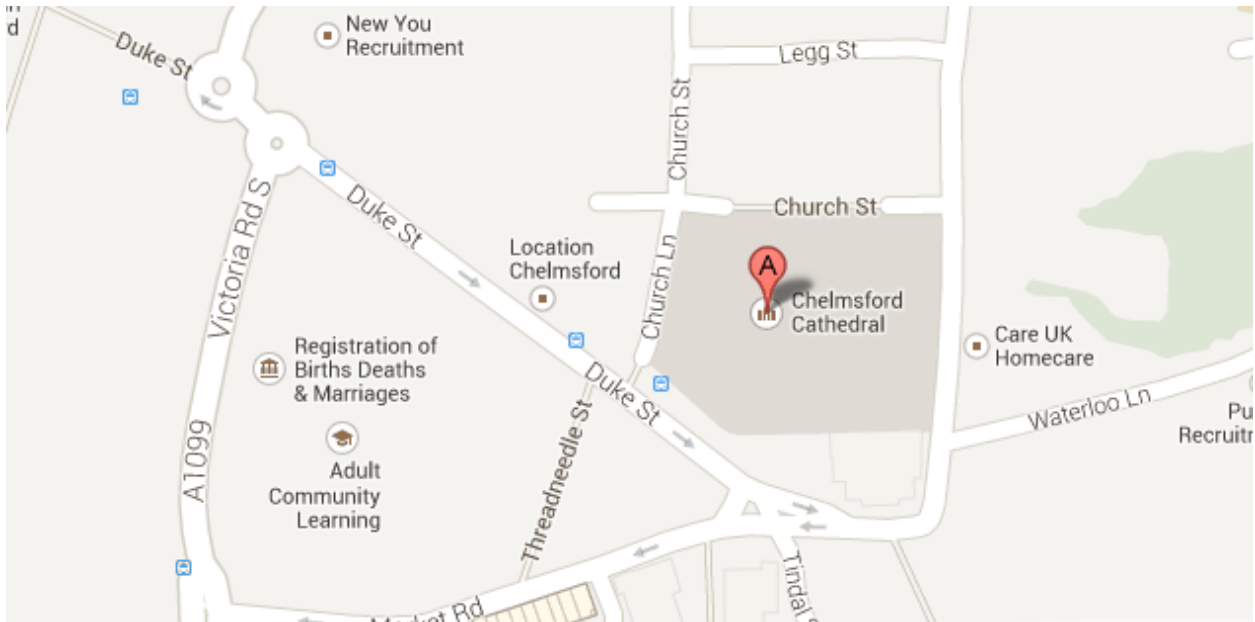 Duke St
New You
Recruitment
Legg St
Church St
Church St
Victoria Rd S
Duke St
Location
Chelmsford
Church Ln
A
Chelmsford
Cathedral
Care UK
Homecare
Registration of
Births Deaths
& Marriages
Duke St
Waterloo Ln
A1099
Adult
Community
Learning
Threadneedle St
Tindal
Market Rd